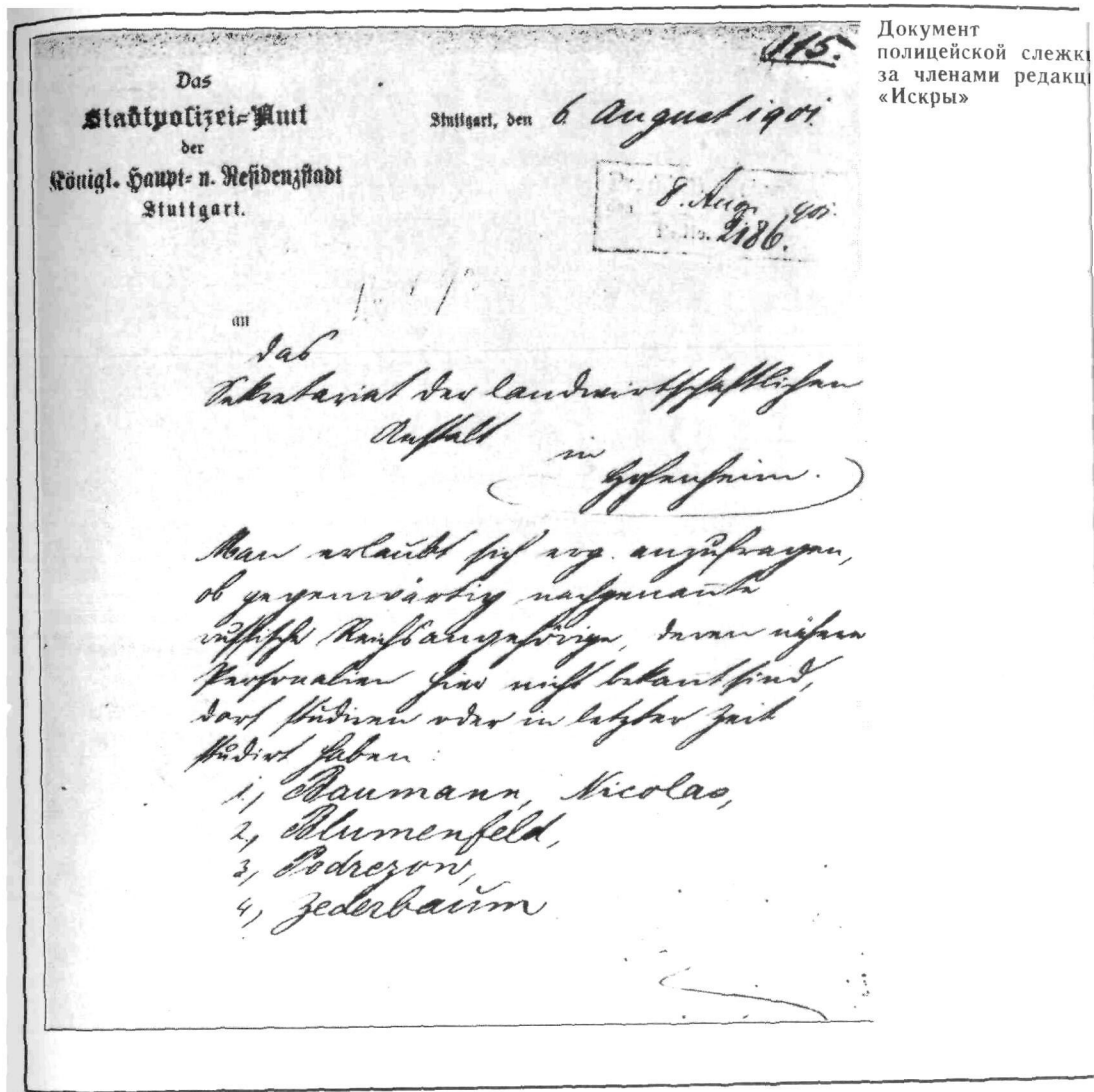 115.
Das
Stadtpolizei=Amt
der
Königl. Haupt= u. Residenzstadt
Stuttgart.
Stuttgart, den 6. August 1901.
8. Aug. 901.
No. 2186.
an
das
Sekretariat der landwirtschaftlichen
Anstalt
in
Hohenheim.
Man erlaubt sich erg. anzufragen,
ob gegenwärtig nachgenannte
russische Reichsangehörige, deren nähere
Personalien hier nicht bekannt sind,
dort studiren oder in letzter Zeit
studirt haben:
1, Baumann, Nicolas,
2, Blumenfeld,
3, Podrezow,
4, Zederbaum
Документ
полицейской слежки
за членами редакц
«Искры»